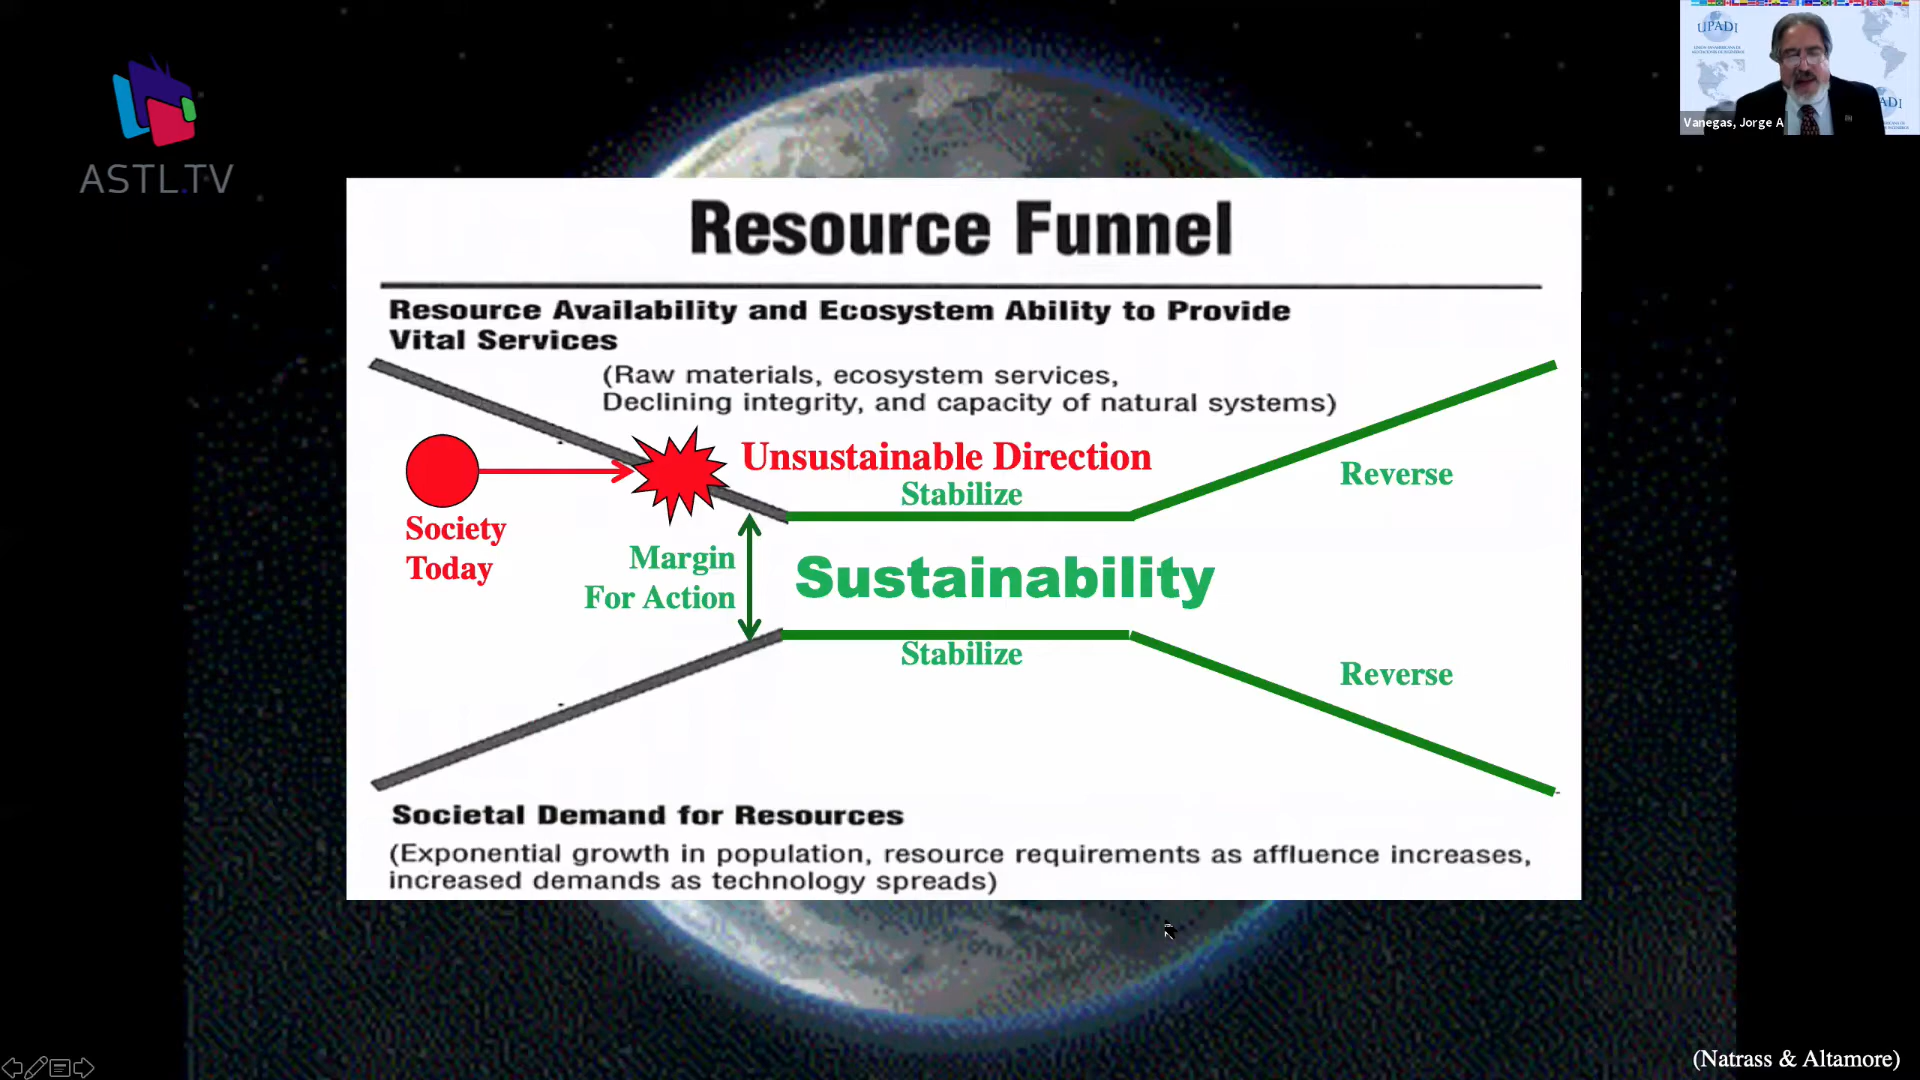 ASTL.TV
UPADI
Vanegas, Jorge A
Resource Funnel
Resource Availability and Ecosystem Ability to Provide
Vital Services
(Raw materials, ecosystem services,
Declining integrity, and capacity of natural systems)
Unsustainable Direction
Stabilize
Reverse
Society
Today
Margin
For Action
Sustainability
Stabilize
Reverse
Societal Demand for Resources
(Exponential growth in population, resource requirements as affluence increases,
increased demands as technology spreads)
(Natrass & Altamore)